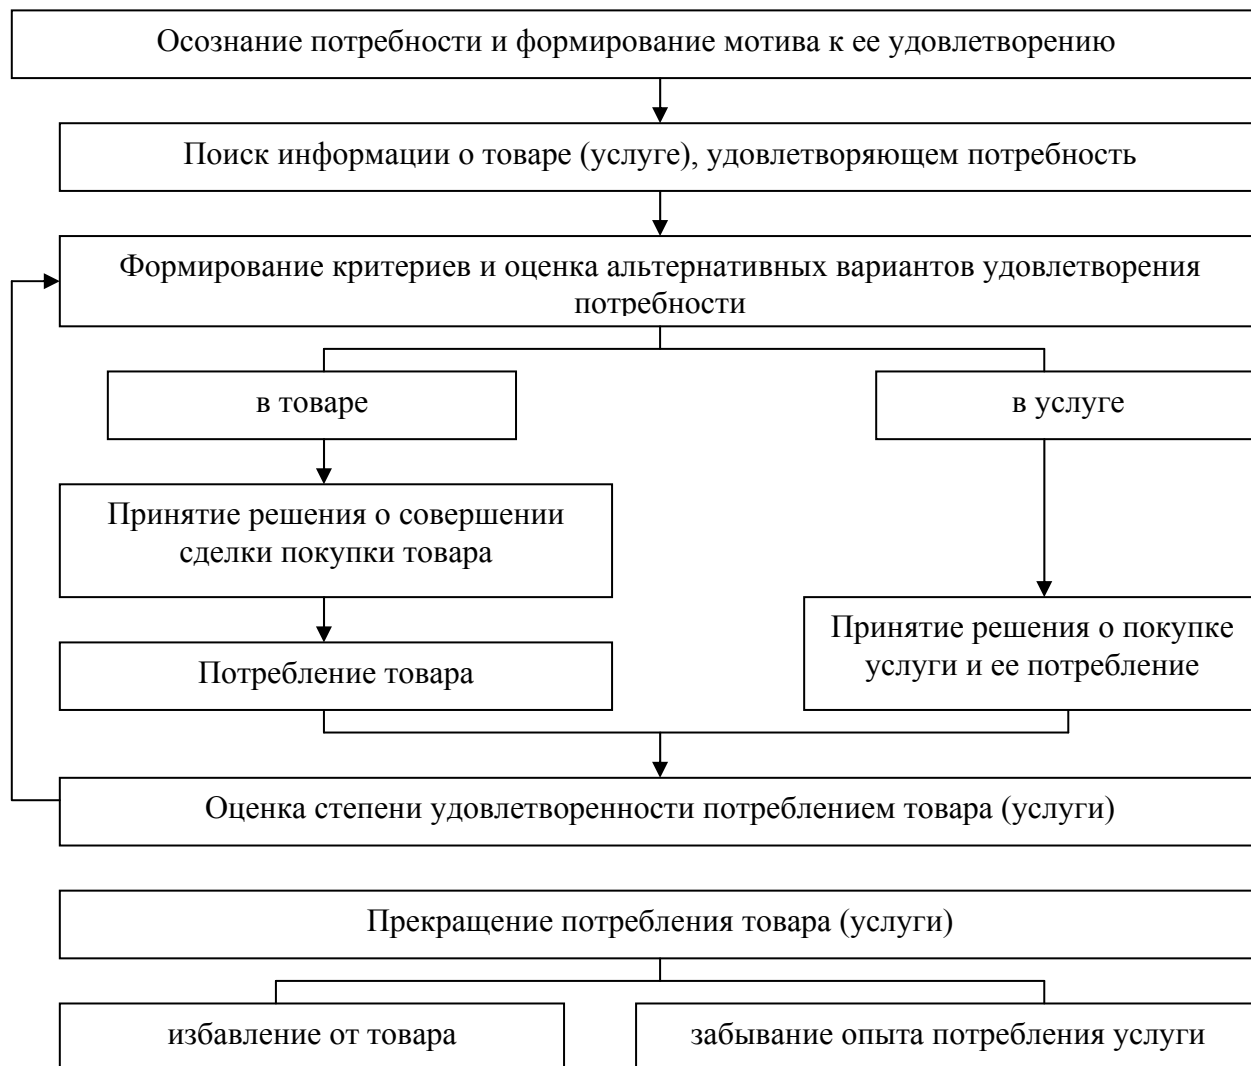 Осознание потребности и формирование мотива к ее удовлетворению
Поиск информации о товаре (услуге), удовлетворяющем потребность
Формирование критериев и оценка альтернативных вариантов удовлетворения
потребности
в товаре
в услуге
Принятие решения о совершении
сделки покупки товара
Принятие решения о покупке
услуги и ее потребление
Потребление товара
Оценка степени удовлетворенности потреблением товара (услуги)
Прекращение потребления товара (услуги)
избавление от товара
забывание опыта потребления услуги